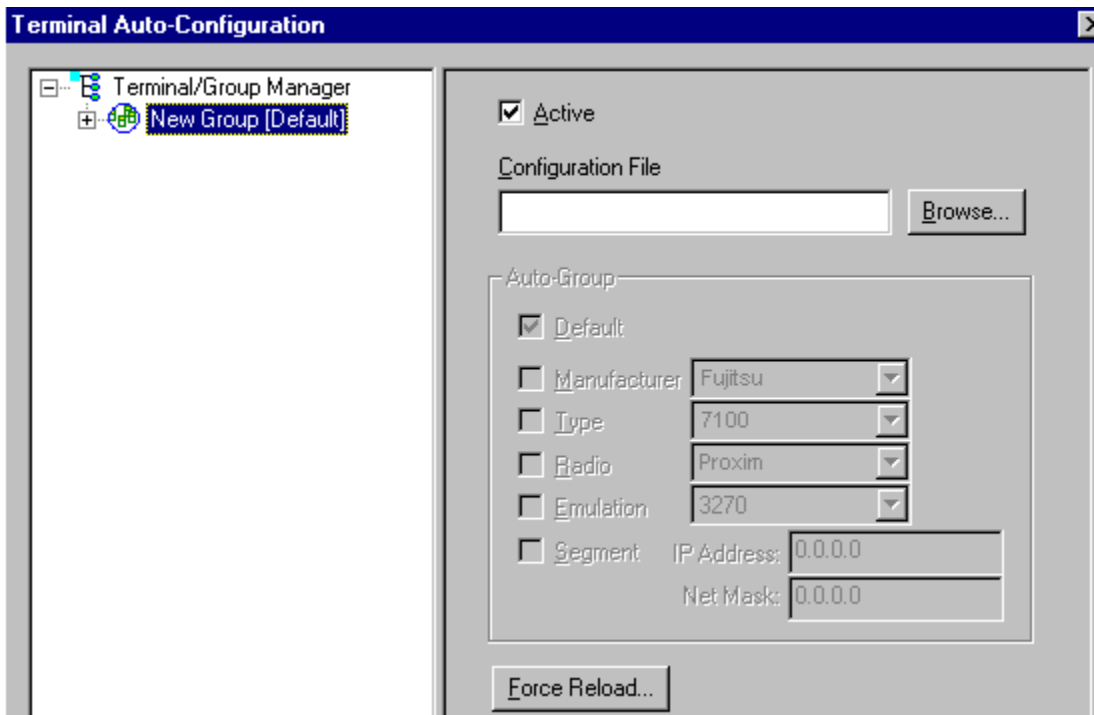 Terminal Auto-Configuration
Terminal/Group Manager
New Group [Default]
Active
Configuration File
Browse...
Auto-Group
Default
Manufacturer Fujitsu
Type 7100
Radio Proxim
Emulation 3270
Segment IP Address: 0.0.0.0
Net Mask: 0.0.0.0
Force Reload...